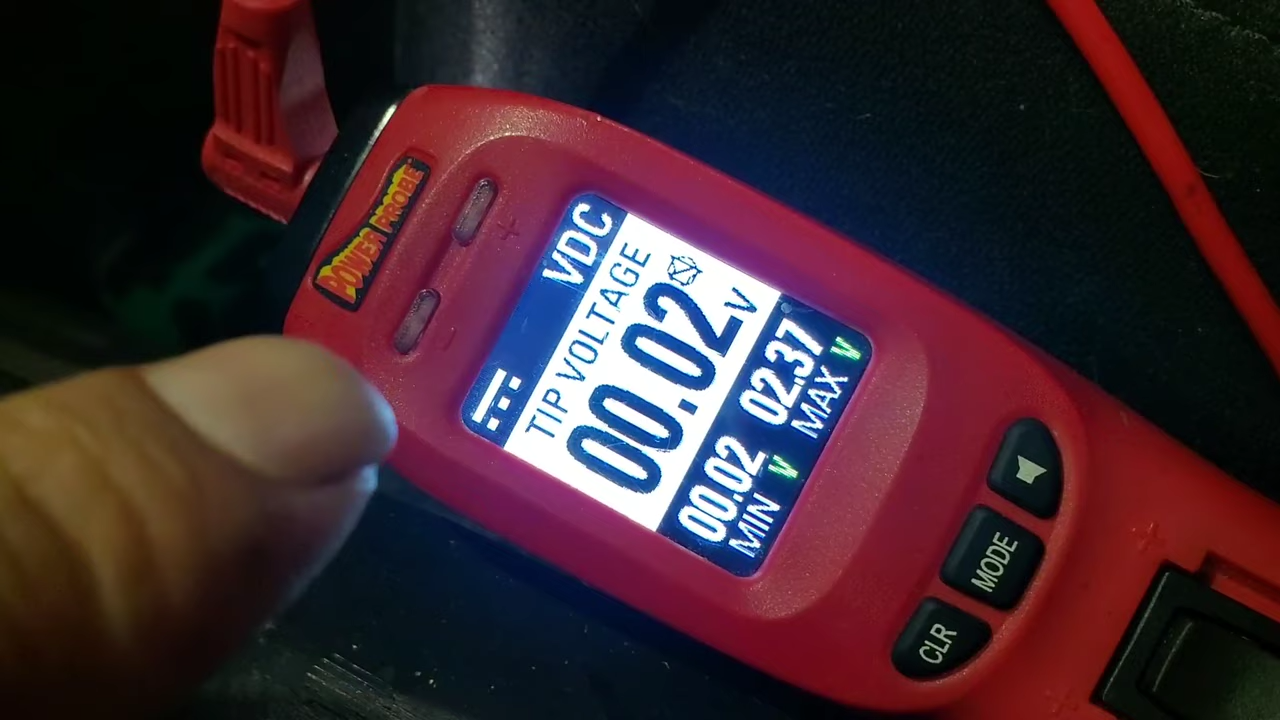 POWER PROBE
+
-
VDC
TIP VOLTAGE
00.02 V
00.02 V
MIN
02.37 V
MAX
MODE
CLR
+